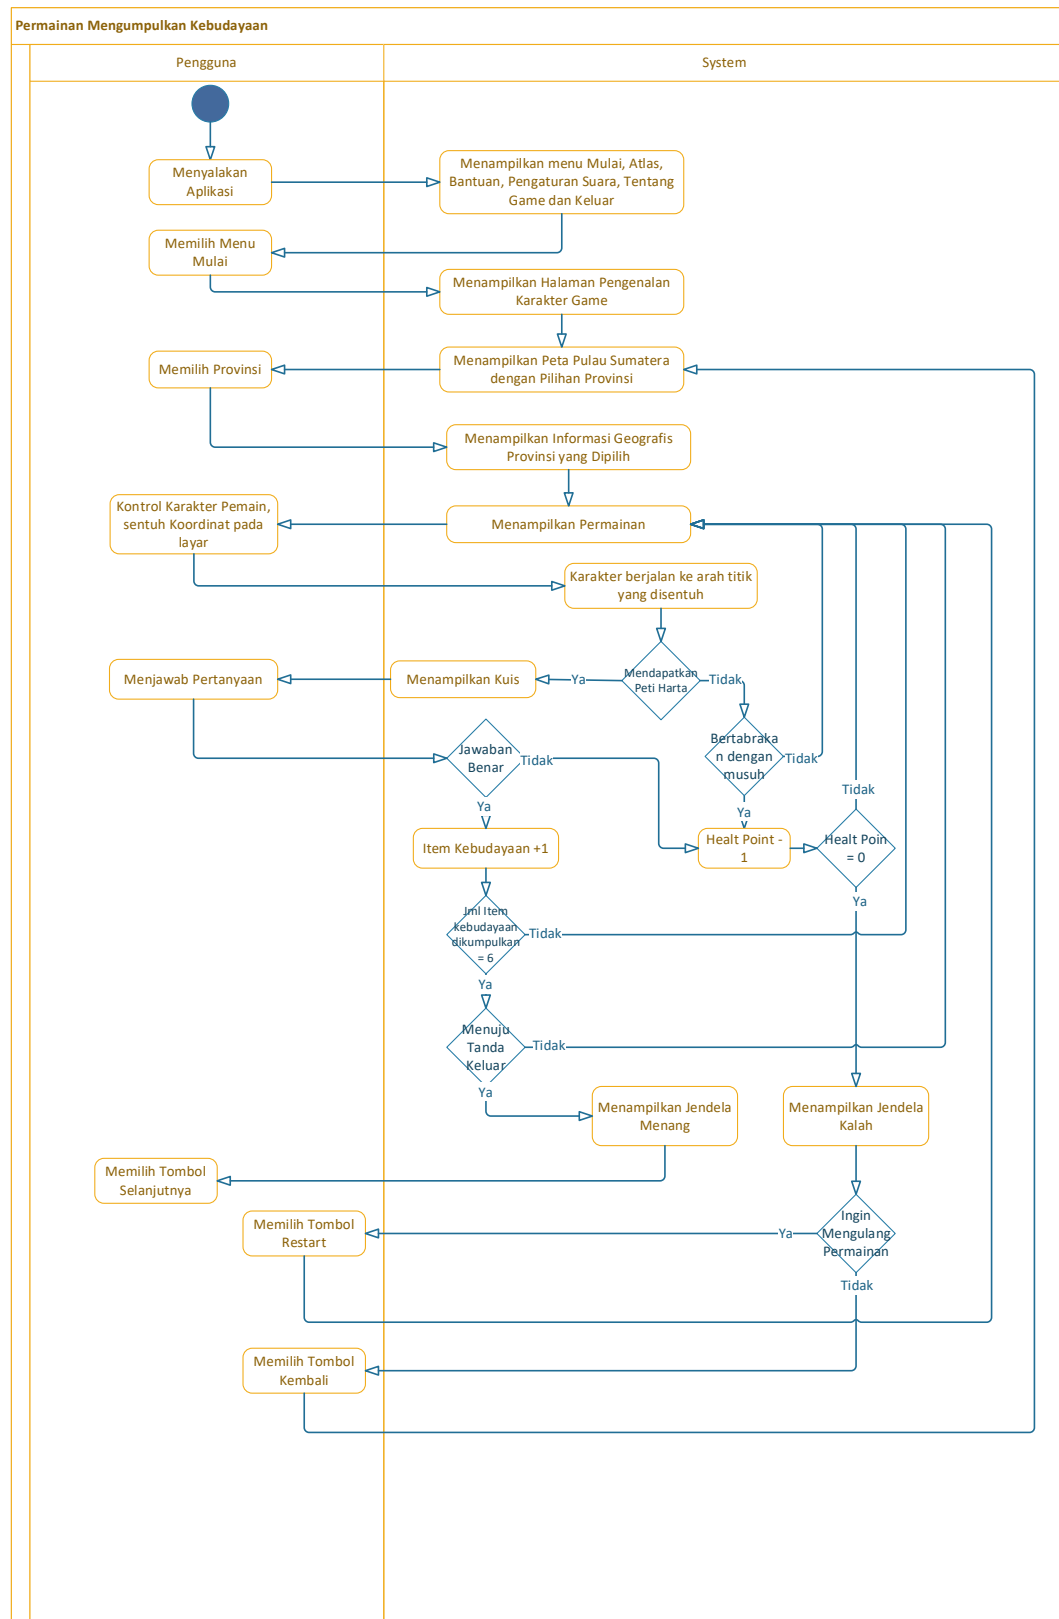 Permainan Mengumpulkan Kebudayaan
Pengguna
System
Menyalakan
Aplikasi
Menampilkan menu Mulai, Atlas,
Bantuan, Pengaturan Suara, Tentang
Game dan Keluar
Memilih Menu
Mulai
Menampilkan Halaman Pengenalan
Karakter Game
Memilih Provinsi
Menampilkan Peta Pulau Sumatera
dengan Pilihan Provinsi
Menampilkan Informasi Geografis
Provinsi yang Dipilih
Kontrol Karakter Pemain,
sentuh Koordinat pada
layar
Menampilkan Permainan
Karakter berjalan ke arah titik
yang disentuh
Menjawab Pertanyaan
Menampilkan Kuis
Ya
Mendapatkan
Peti Harta
Tidak
Jawaban
Benar
Tidak
Bertabraka
n dengan
musuh
Tidak
Tidak
Ya
Ya
Item Kebudayaan +1
Healt Point -
1
Healt Poin
= 0
Ya
Jml Item
Kebudayaan
dikumpulkan
= 6
Tidak
Ya
Menuju
Tanda
Keluar
Tidak
Ya
Menampilkan Jendela
Menang
Menampilkan Jendela
Kalah
Memilih Tombol
Selanjutnya
Memilih Tombol
Restart
Ya
Ingin
Mengulang
Permainan
Tidak
Memilih Tombol
Kembali